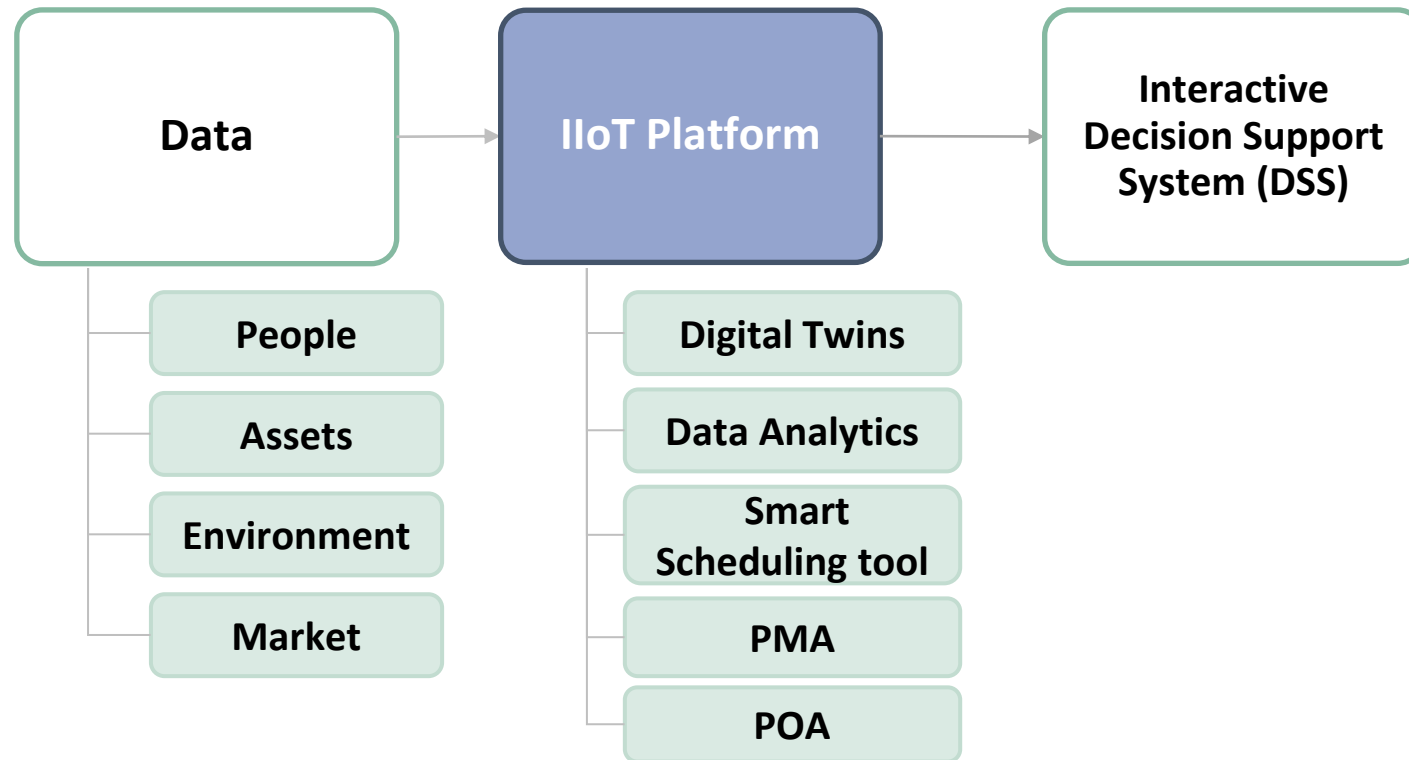 Data
IIoT Platform
Interactive
Decision Support
System (DSS)
People
Assets
Environment
Market
Digital Twins
Data Analytics
Smart
Scheduling tool
PMA
POA